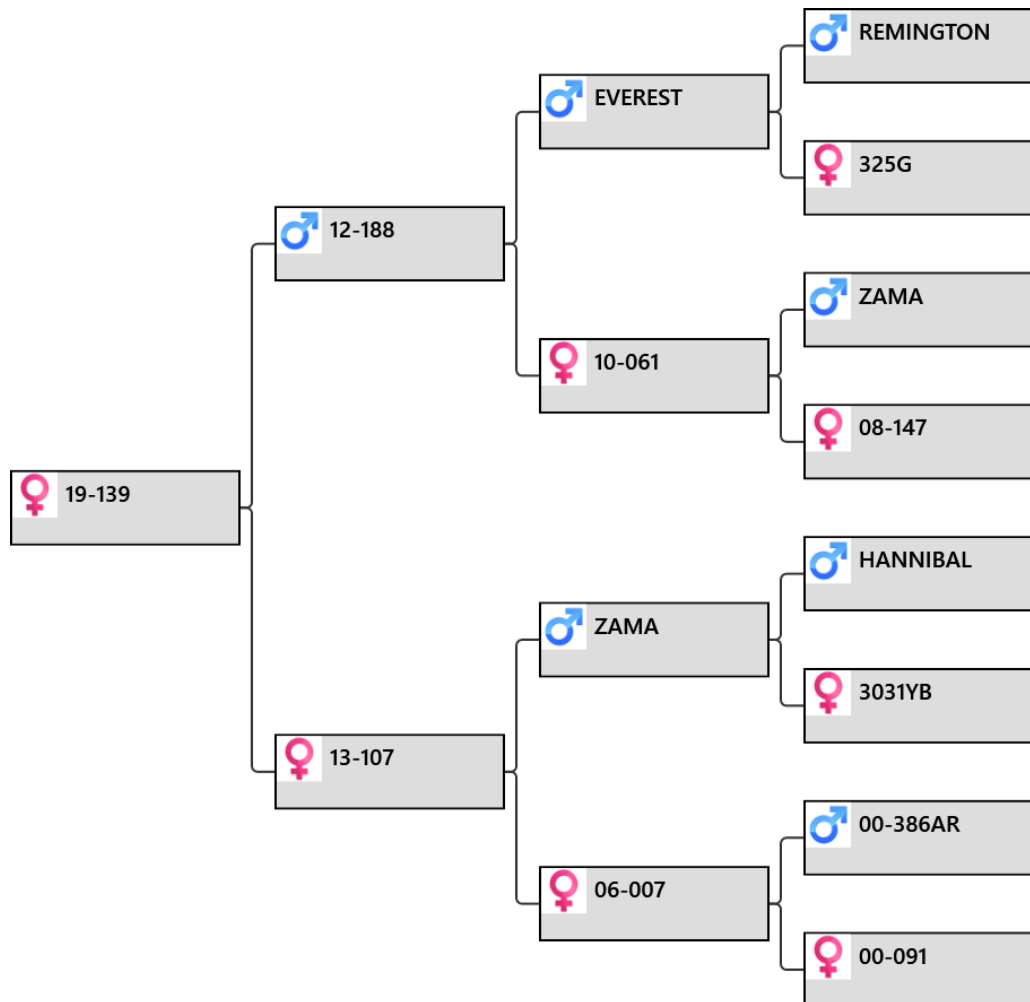 REMINGTON
EVEREST
325G
12-188
ZAMA
10-061
08-147
19-139
HANNIBAL
ZAMA
3031YB
13-107
00-386AR
06-007
00-091